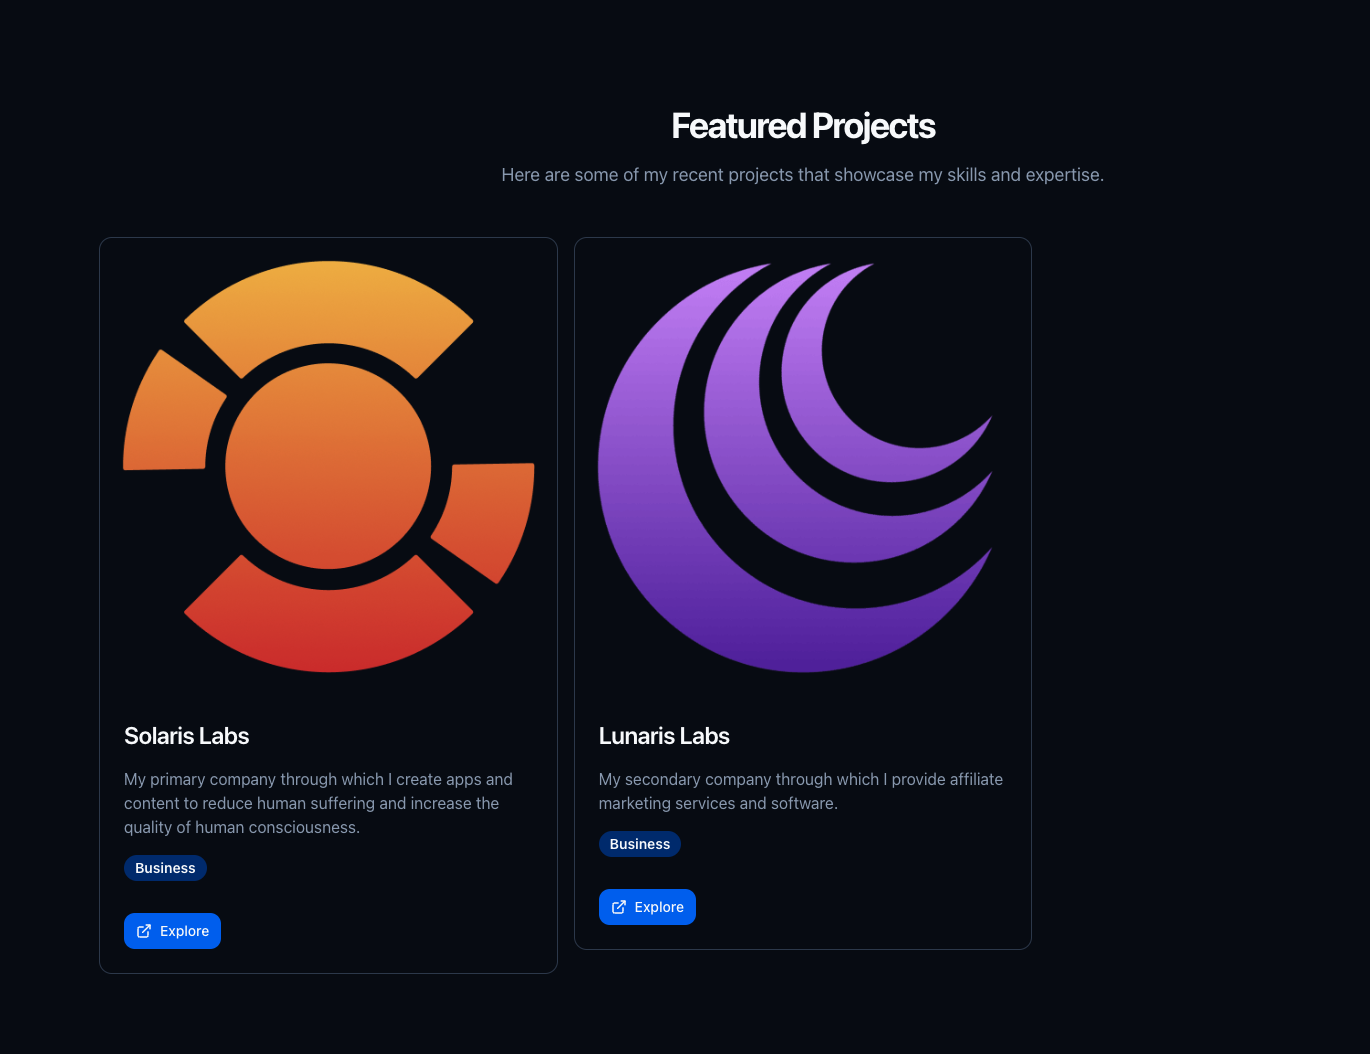 Featured Projects
Here are some of my recent projects that showcase my skills and expertise.
Solaris Labs
My primary company through which I create apps and
content to reduce human suffering and increase the
quality of human consciousness.
Business
Explore
Lunaris Labs
My secondary company through which I provide affiliate
marketing services and software.
Business
Explore